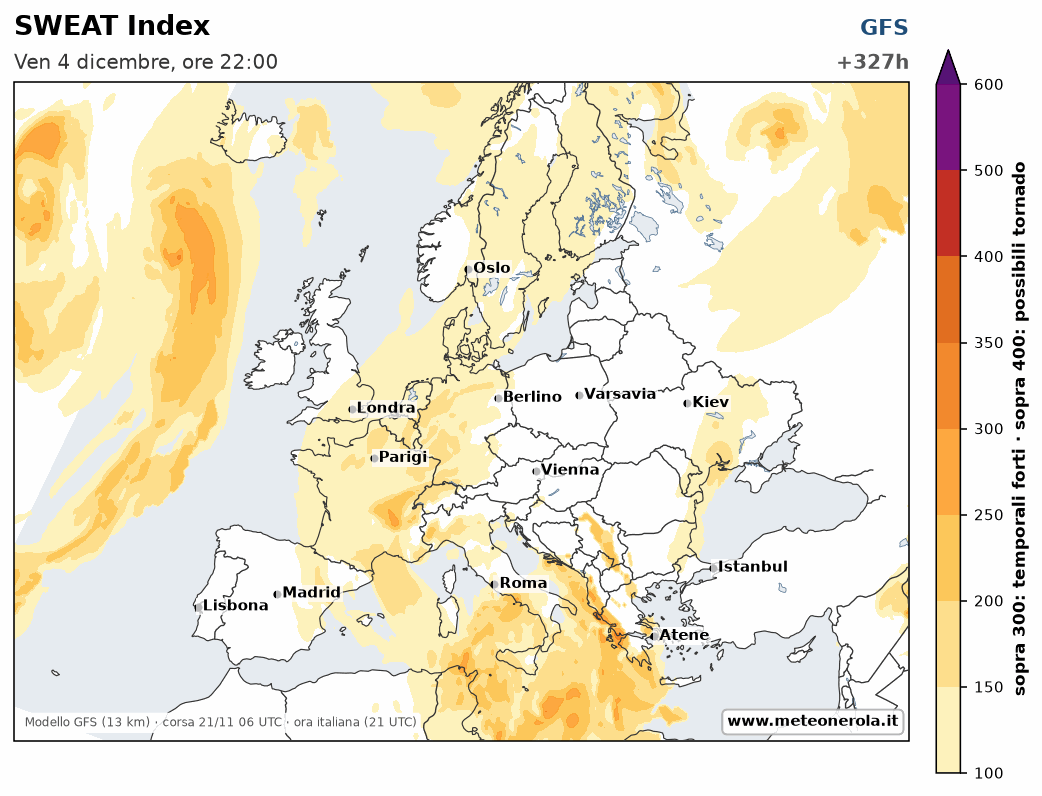 SWEAT Index
GFS
Ven 4 dicembre, ore 22:00
+327h
600
500
400
350
300
250
200
150
100
sopra 300: temporali forti · sopra 400: possibili tornado
Oslo
Londra
Berlino
Varsavia
Kiev
Parigi
Vienna
Istanbul
Roma
Madrid
Lisbona
Atene
Modello GFS (13 km) · corsa 21/11 06 UTC · ora italiana (21 UTC)
www.meteonerola.it